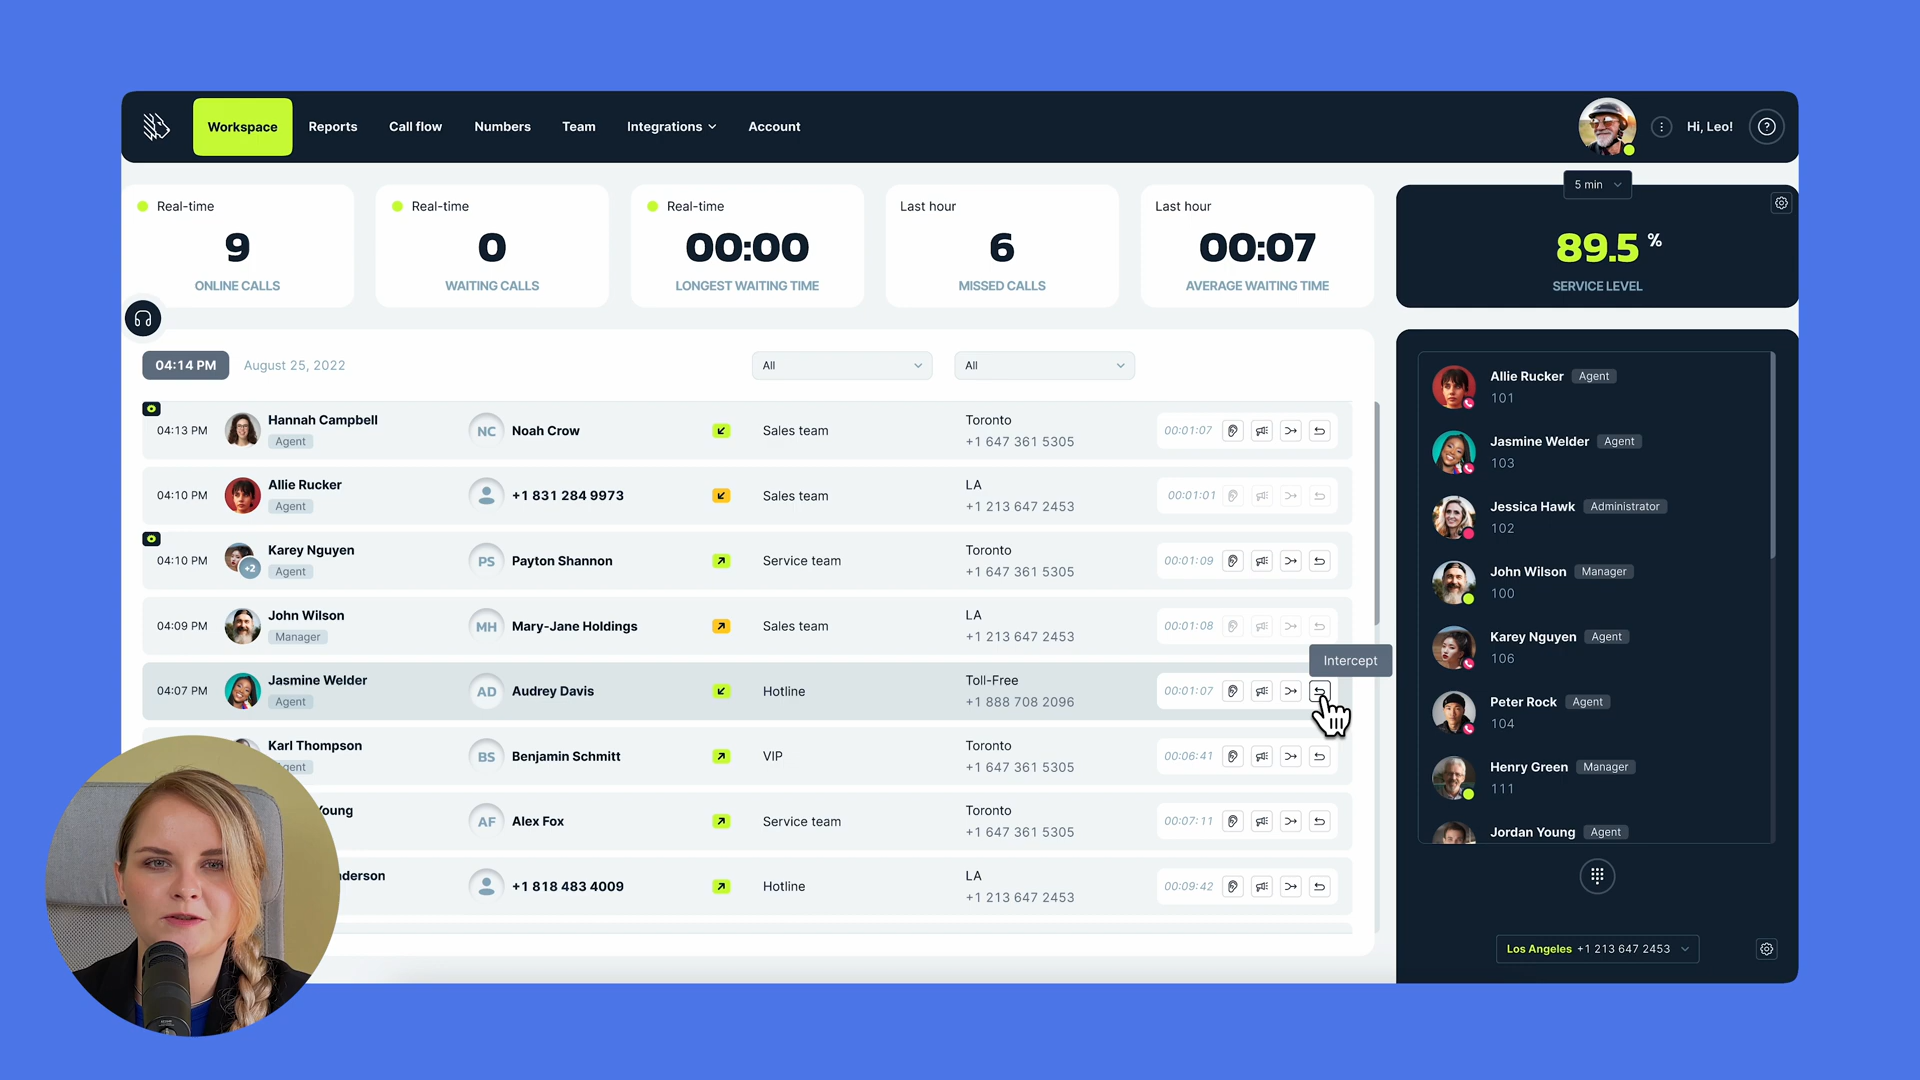 Workspace
Reports
Call flow
Numbers
Team
Integrations
Account
Hi, Leo!
?
Real-time
9
ONLINE CALLS
Real-time
0
WAITING CALLS
Real-time
00:00
LONGEST WAITING TIME
Last hour
6
MISSED CALLS
Last hour
00:07
AVERAGE WAITING TIME
5 min
89.5 %
SERVICE LEVEL
04:14 PM
August 25, 2022
All
All
04:13 PM
Hannah Campbell
Agent
NC
Noah Crow
Sales team
Toronto
+1 647 361 5305
00:01:07
04:10 PM
Allie Rucker
Agent
+1 831 284 9973
Sales team
LA
+1 213 647 2453
00:01:01
04:10 PM
+2
Karey Nguyen
Agent
PS
Payton Shannon
Service team
Toronto
+1 647 361 5305
00:01:09
04:09 PM
John Wilson
Manager
MH
Mary-Jane Holdings
Sales team
LA
+1 213 647 2453
00:01:08
Intercept
04:07 PM
Jasmine Welder
Agent
AD
Audrey Davis
Hotline
Toll-Free
+1 888 708 2096
00:01:07
Karl Thompson
gent
BS
Benjamin Schmitt
VIP
Toronto
+1 647 361 5305
00:06:41
oung
AF
Alex Fox
Service team
Toronto
+1 647 361 5305
00:07:11
derson
+1 818 483 4009
Hotline
LA
+1 213 647 2453
00:09:42
Allie Rucker
Agent
101
Jasmine Welder
Agent
103
Jessica Hawk
Administrator
102
John Wilson
Manager
100
Karey Nguyen
Agent
106
Peter Rock
Agent
104
Henry Green
Manager
111
Jordan Young
Agent
Los Angeles +1 213 647 2453